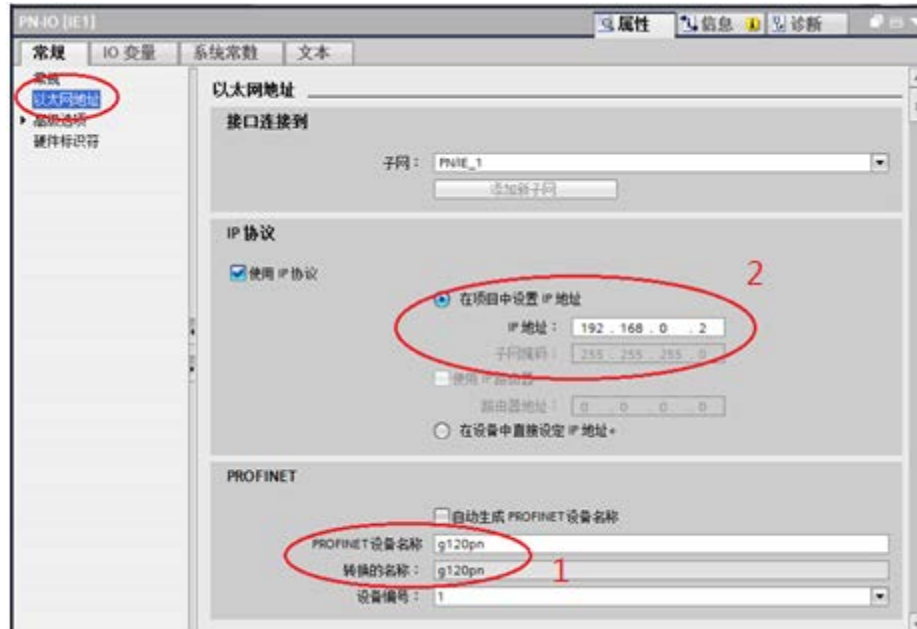 PN-IO [IE1]
属性 信息 诊断
常规 IO 变量 系统常数 文本
常规
以太网地址
高级选项
硬件标识符
以太网地址
接口连接到
子网： PN/IE_1
添加新子网
IP 协议
使用 IP 协议
2
在项目中设置 IP 地址
IP 地址： 192 . 168 . 0 . 2
子网掩码： 255 . 255 . 255 . 0
使用 IP 路由器
路由器地址： 0 . 0 . 0 . 0
在设备中直接设定 IP 地址。
PROFINET
自动生成 PROFINET 设备名称
PROFINET 设备名称 g120pn
转换的名称： g120pn
1
设备编号： 1